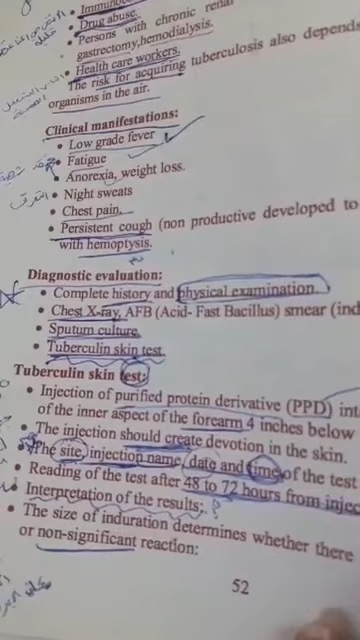 • Immuno
• Drug abuse.
• Persons with chronic renal
gastrectomy, hemodialysis.
• Health care workers.
The risk for acquiring tuberculosis also depends
organisms in the air.
Clinical manifestations:
• Low grade fever
• Fatigue
• Anorexia, weight loss.
• Night sweats
• Chest pain.
• Persistent cough (non productive developed to
with hemoptysis.
Diagnostic evaluation:
• Complete history and physical examination.
• Chest X-ray, AFB (Acid- Fast Bacillus) smear (ind
• Sputum culture.
• Tuberculin skin test.
Tuberculin skin test:
• Injection of purified protein derivative (PPD) int
of the inner aspect of the forearm 4 inches below
• The injection should create devotion in the skin.
• The site, injection name, date and time of the test
• Reading of the test after 48 to 72 hours from injec
• Interpretation of the results;. ?
• The size of induration determines whether there
or non-significant reaction:
52